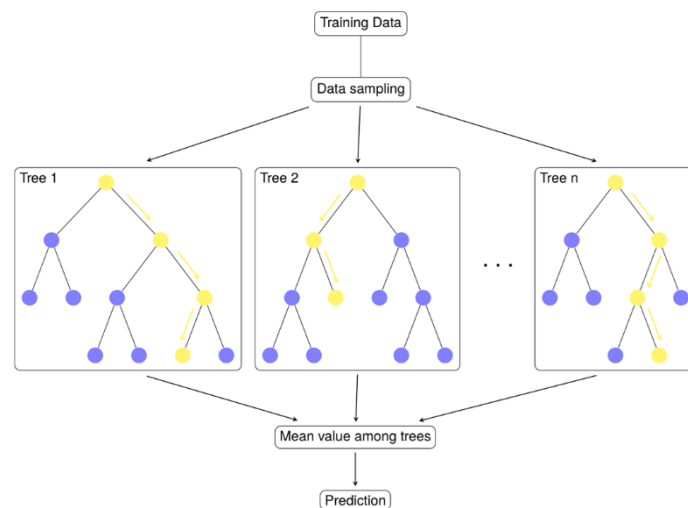 Training Data
Data sampling
Tree 1
Tree 2
Tree n
. . .
Mean value among trees
Prediction